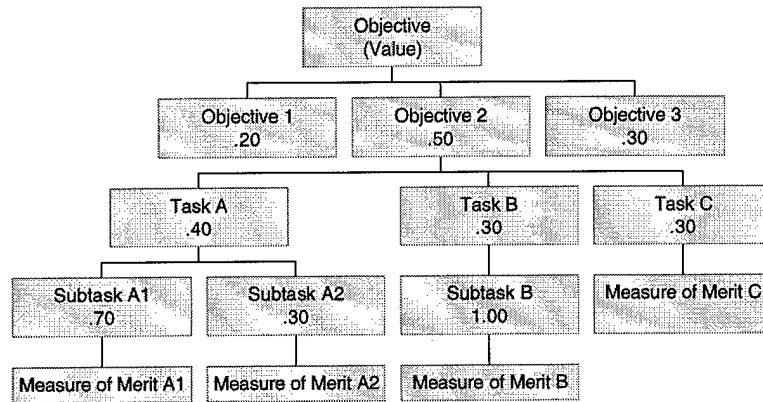 Objective
(Value)
Objective 1
.20
Objective 2
.50
Objective 3
.30
Task A
.40
Task B
.30
Task C
.30
Subtask A1
.70
Subtask A2
.30
Subtask B
1.00
Measure of Merit C
Measure of Merit A1
Measure of Merit A2
Measure of Merit B